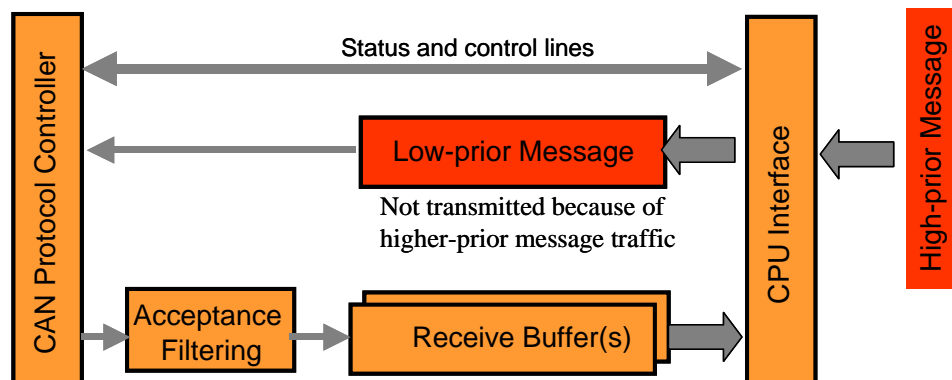 CAN Protocol Controller
Status and control lines
Low-prior Message
Not transmitted because of
higher-prior message traffic
Acceptance
Filtering
Receive Buffer(s)
CPU Interface
High-prior Message